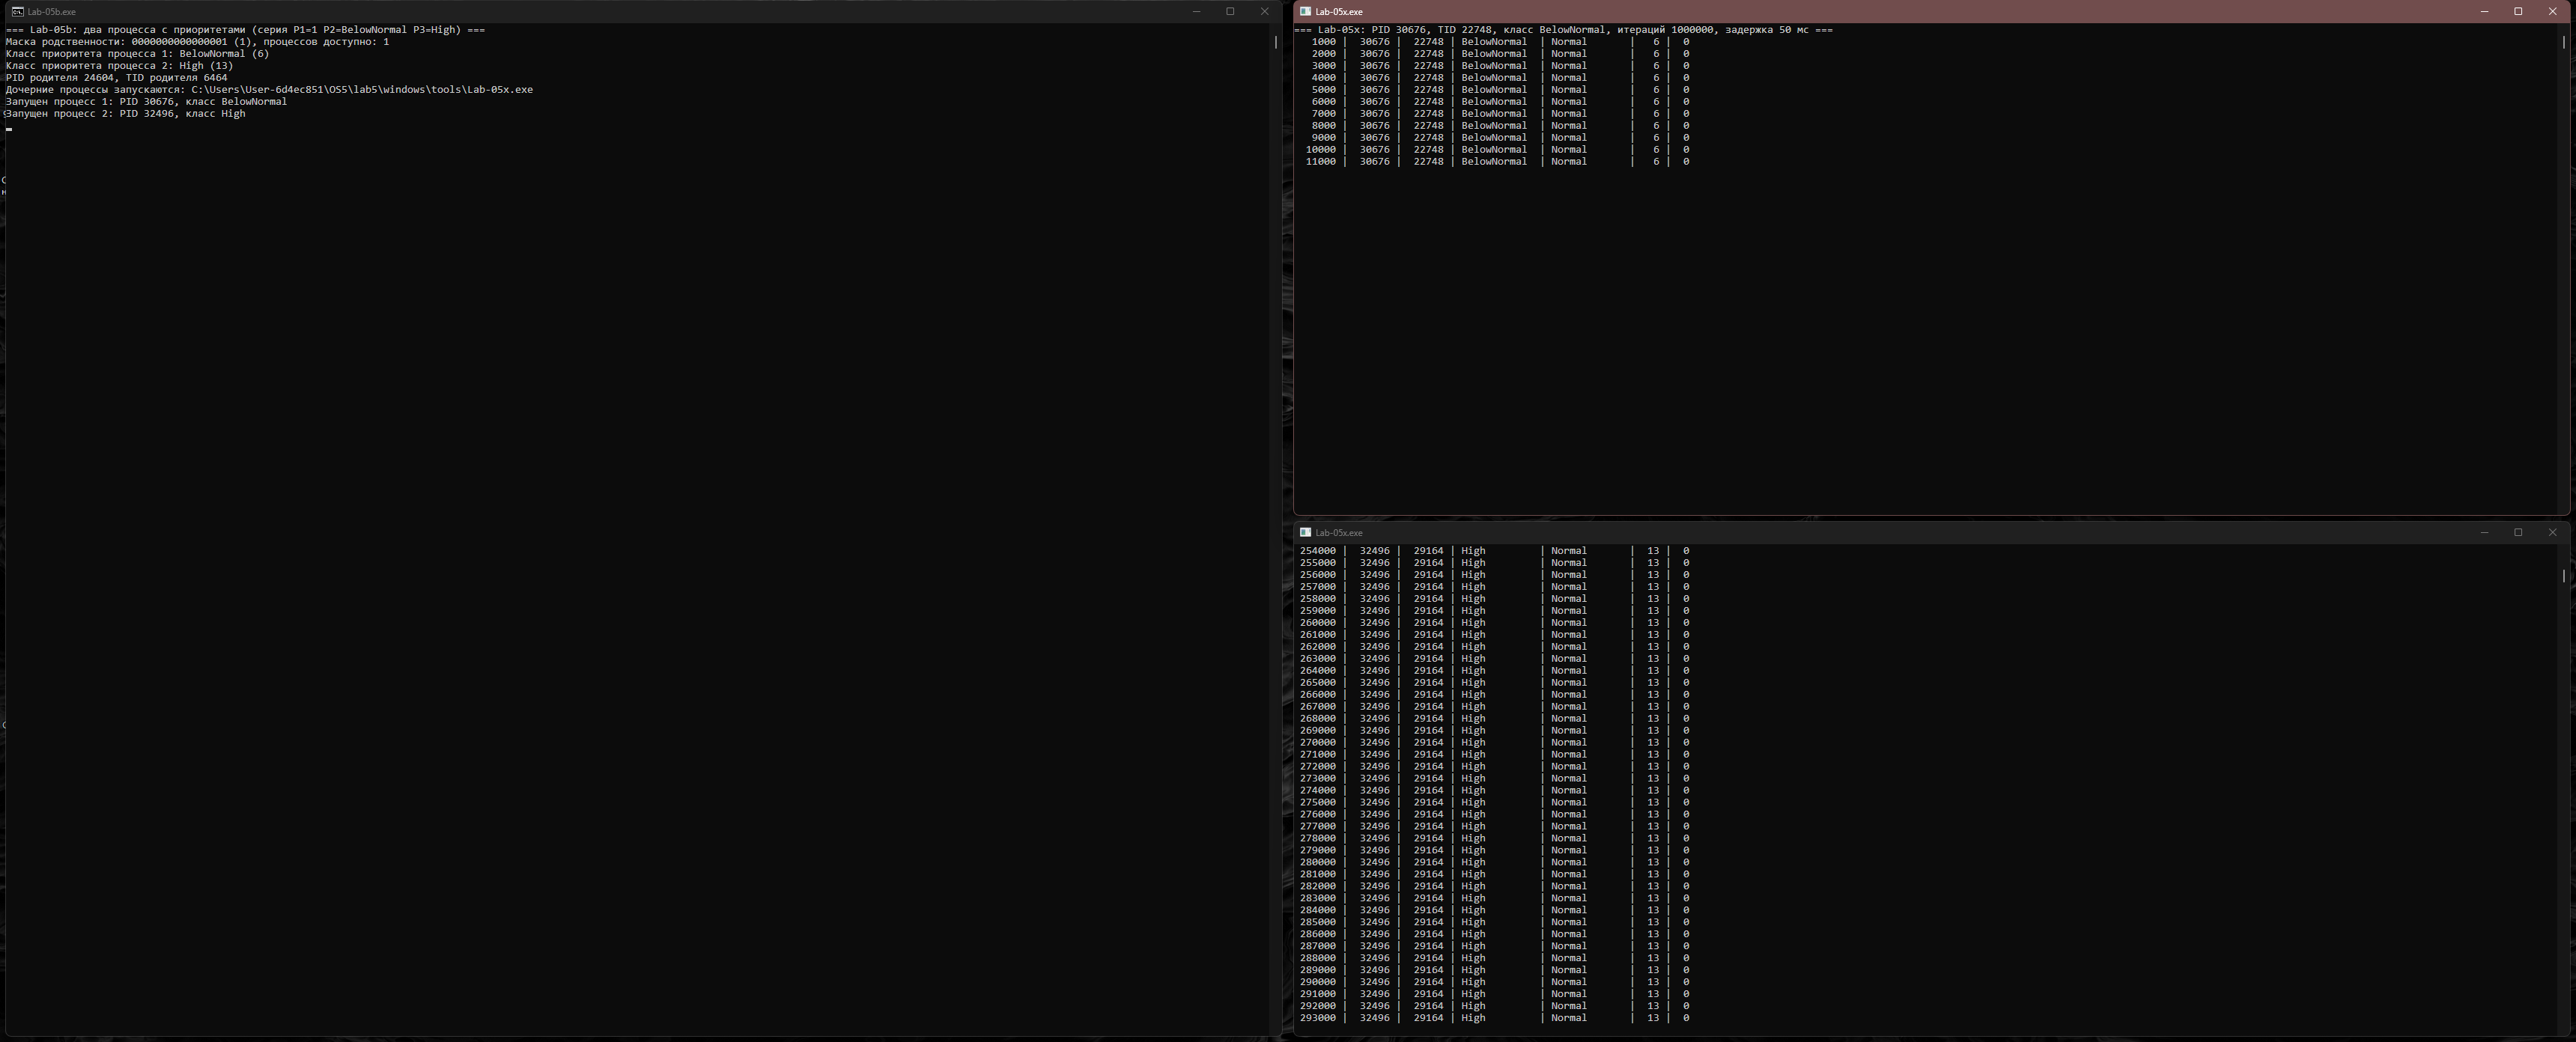 Lab-05b.exe
=== Lab-05b: два процесса с приоритетами (серия P1=1 P2=BelowNormal P3=High) ===
Маска родственности: 0000000000000001 (1), процессов доступно: 1
Класс приоритета процесса 1: BelowNormal (6)
Класс приоритета процесса 2: High (13)
PID родителя 24604, TID родителя 6464
Дочерние процессы запускаются: C:\Users\User-6d4ec851\OS5\lab5\windows\tools\Lab-05x.exe
Запущен процесс 1: PID 30676, класс BelowNormal
Запущен процесс 2: PID 32496, класс High
Lab-05x.exe
=== Lab-05x: PID 30676, TID 22748, класс BelowNormal, итераций 1000000, задержка 50 мс ===
1000 | 30676 | 22748 | BelowNormal | Normal | 6 | 0
2000 | 30676 | 22748 | BelowNormal | Normal | 6 | 0
3000 | 30676 | 22748 | BelowNormal | Normal | 6 | 0
4000 | 30676 | 22748 | BelowNormal | Normal | 6 | 0
5000 | 30676 | 22748 | BelowNormal | Normal | 6 | 0
6000 | 30676 | 22748 | BelowNormal | Normal | 6 | 0
7000 | 30676 | 22748 | BelowNormal | Normal | 6 | 0
8000 | 30676 | 22748 | BelowNormal | Normal | 6 | 0
9000 | 30676 | 22748 | BelowNormal | Normal | 6 | 0
10000 | 30676 | 22748 | BelowNormal | Normal | 6 | 0
11000 | 30676 | 22748 | BelowNormal | Normal | 6 | 0
Lab-05x.exe
254000 | 32496 | 29164 | High | Normal | 13 | 0
255000 | 32496 | 29164 | High | Normal | 13 | 0
256000 | 32496 | 29164 | High | Normal | 13 | 0
257000 | 32496 | 29164 | High | Normal | 13 | 0
258000 | 32496 | 29164 | High | Normal | 13 | 0
259000 | 32496 | 29164 | High | Normal | 13 | 0
260000 | 32496 | 29164 | High | Normal | 13 | 0
261000 | 32496 | 29164 | High | Normal | 13 | 0
262000 | 32496 | 29164 | High | Normal | 13 | 0
263000 | 32496 | 29164 | High | Normal | 13 | 0
264000 | 32496 | 29164 | High | Normal | 13 | 0
265000 | 32496 | 29164 | High | Normal | 13 | 0
266000 | 32496 | 29164 | High | Normal | 13 | 0
267000 | 32496 | 29164 | High | Normal | 13 | 0
268000 | 32496 | 29164 | High | Normal | 13 | 0
269000 | 32496 | 29164 | High | Normal | 13 | 0
270000 | 32496 | 29164 | High | Normal | 13 | 0
271000 | 32496 | 29164 | High | Normal | 13 | 0
272000 | 32496 | 29164 | High | Normal | 13 | 0
273000 | 32496 | 29164 | High | Normal | 13 | 0
274000 | 32496 | 29164 | High | Normal | 13 | 0
275000 | 32496 | 29164 | High | Normal | 13 | 0
276000 | 32496 | 29164 | High | Normal | 13 | 0
277000 | 32496 | 29164 | High | Normal | 13 | 0
278000 | 32496 | 29164 | High | Normal | 13 | 0
279000 | 32496 | 29164 | High | Normal | 13 | 0
280000 | 32496 | 29164 | High | Normal | 13 | 0
281000 | 32496 | 29164 | High | Normal | 13 | 0
282000 | 32496 | 29164 | High | Normal | 13 | 0
283000 | 32496 | 29164 | High | Normal | 13 | 0
284000 | 32496 | 29164 | High | Normal | 13 | 0
285000 | 32496 | 29164 | High | Normal | 13 | 0
286000 | 32496 | 29164 | High | Normal | 13 | 0
287000 | 32496 | 29164 | High | Normal | 13 | 0
288000 | 32496 | 29164 | High | Normal | 13 | 0
289000 | 32496 | 29164 | High | Normal | 13 | 0
290000 | 32496 | 29164 | High | Normal | 13 | 0
291000 | 32496 | 29164 | High | Normal | 13 | 0
292000 | 32496 | 29164 | High | Normal | 13 | 0
293000 | 32496 | 29164 | High | Normal | 13 | 0